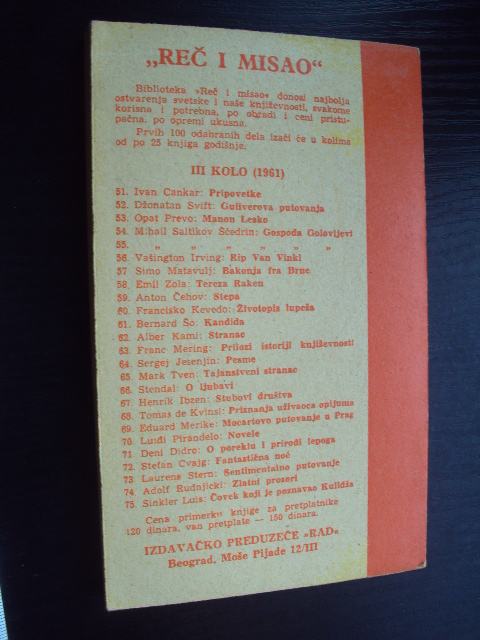 „REČ I MISAO“
Biblioteka »Reč i misao« donosi najbolja
ostvarenja svetske i naše književnosti, svakome
korisna i potrebna, po obradi i ceni pristu-
pačna, po opremi ukusna.
Prvih 100 odabranih dela izaći će u kolima
od po 25 knjiga godišnje.
III KOLO (1961)
51. Ivan Cankar: Pripovetke
52. Džonatan Svift: Guliverova putovanja
53. Opat Prevo: Manon Lesko
54. Mihail Saltikov Ščedrin: Gospoda Golovljevi
55. „ „ „ „ „ „
56. Vašington Irving: Rip Van Vinkl
57 Simo Matavulj: Bakonja fra Brne
58. Emil Zola: Tereza Raken
59. Anton Čehov: Stepa
60. Francisko Kevedo: Životopis lupeža
61. Bernard Šo: Kandida
62. Alber Kami: Stranac
63. Franc Mering: Prilozi istoriji književnosti
64. Sergej Jesenjin: Pesme
65. Mark Tven: Tajanstveni stranac
66. Stendal: O ljubavi
67. Henrik Ibzen: Stubovi društva
68. Tomas de Kvinsi: Priznanja uživaoca opijuma
69. Eduard Merike: Mocartovo putovanje u Prag
70. Luiđi Pirandelo: Novele
71 Deni Didro: O poreklu i prirodi lepoga
72. Stefan Cvajg: Fantastična noć
73 Laurens Stern: Sentimentalno putovanje
74 Adolf Rudnjicki: Zlatni prozori
75. Sinkler Luis: Čovek koji je poznavao Kulidža
Cena primerku knjige za pretplatnike
120 dinara, van pretplate — 150 dinara.
IZDAVAČKO PREDUZEĆE »RAD«
Beograd, Moše Pijade 12/III